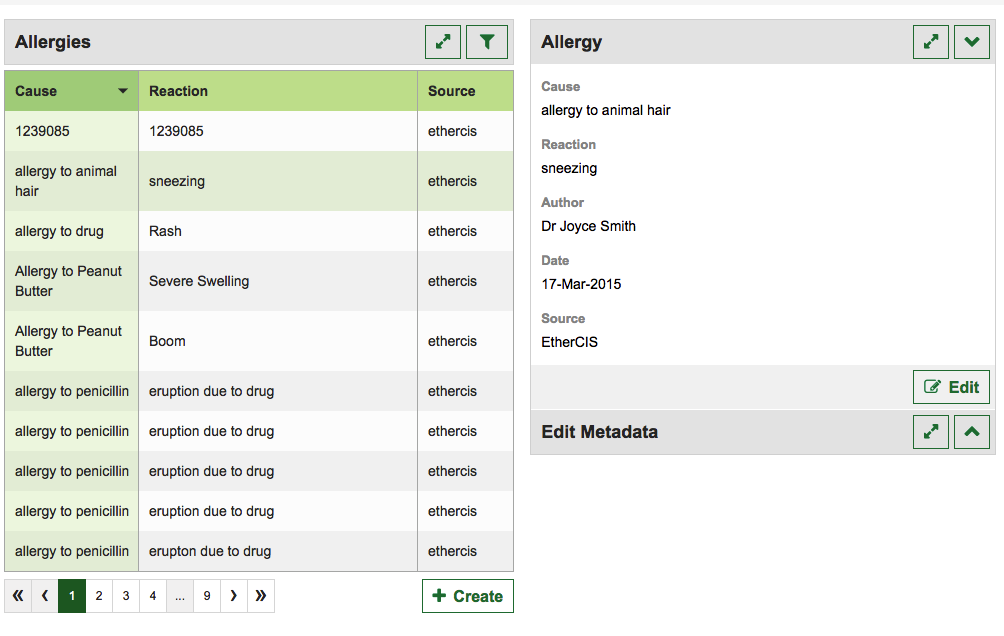 Allergies
Cause Reaction Source
1239085 1239085 ethercis
allergy to animal hair sneezing ethercis
allergy to drug Rash ethercis
Allergy to Peanut Butter Severe Swelling ethercis
Allergy to Peanut Butter Boom ethercis
allergy to penicillin eruption due to drug ethercis
allergy to penicillin eruption due to drug ethercis
allergy to penicillin eruption due to drug ethercis
allergy to penicillin eruption due to drug ethercis
allergy to penicillin erupton due to drug ethercis
« ‹ 1 2 3 4 ... 9 › »
+ Create
Allergy
Cause
allergy to animal hair
Reaction
sneezing
Author
Dr Joyce Smith
Date
17-Mar-2015
Source
EtherCIS
Edit
Edit Metadata